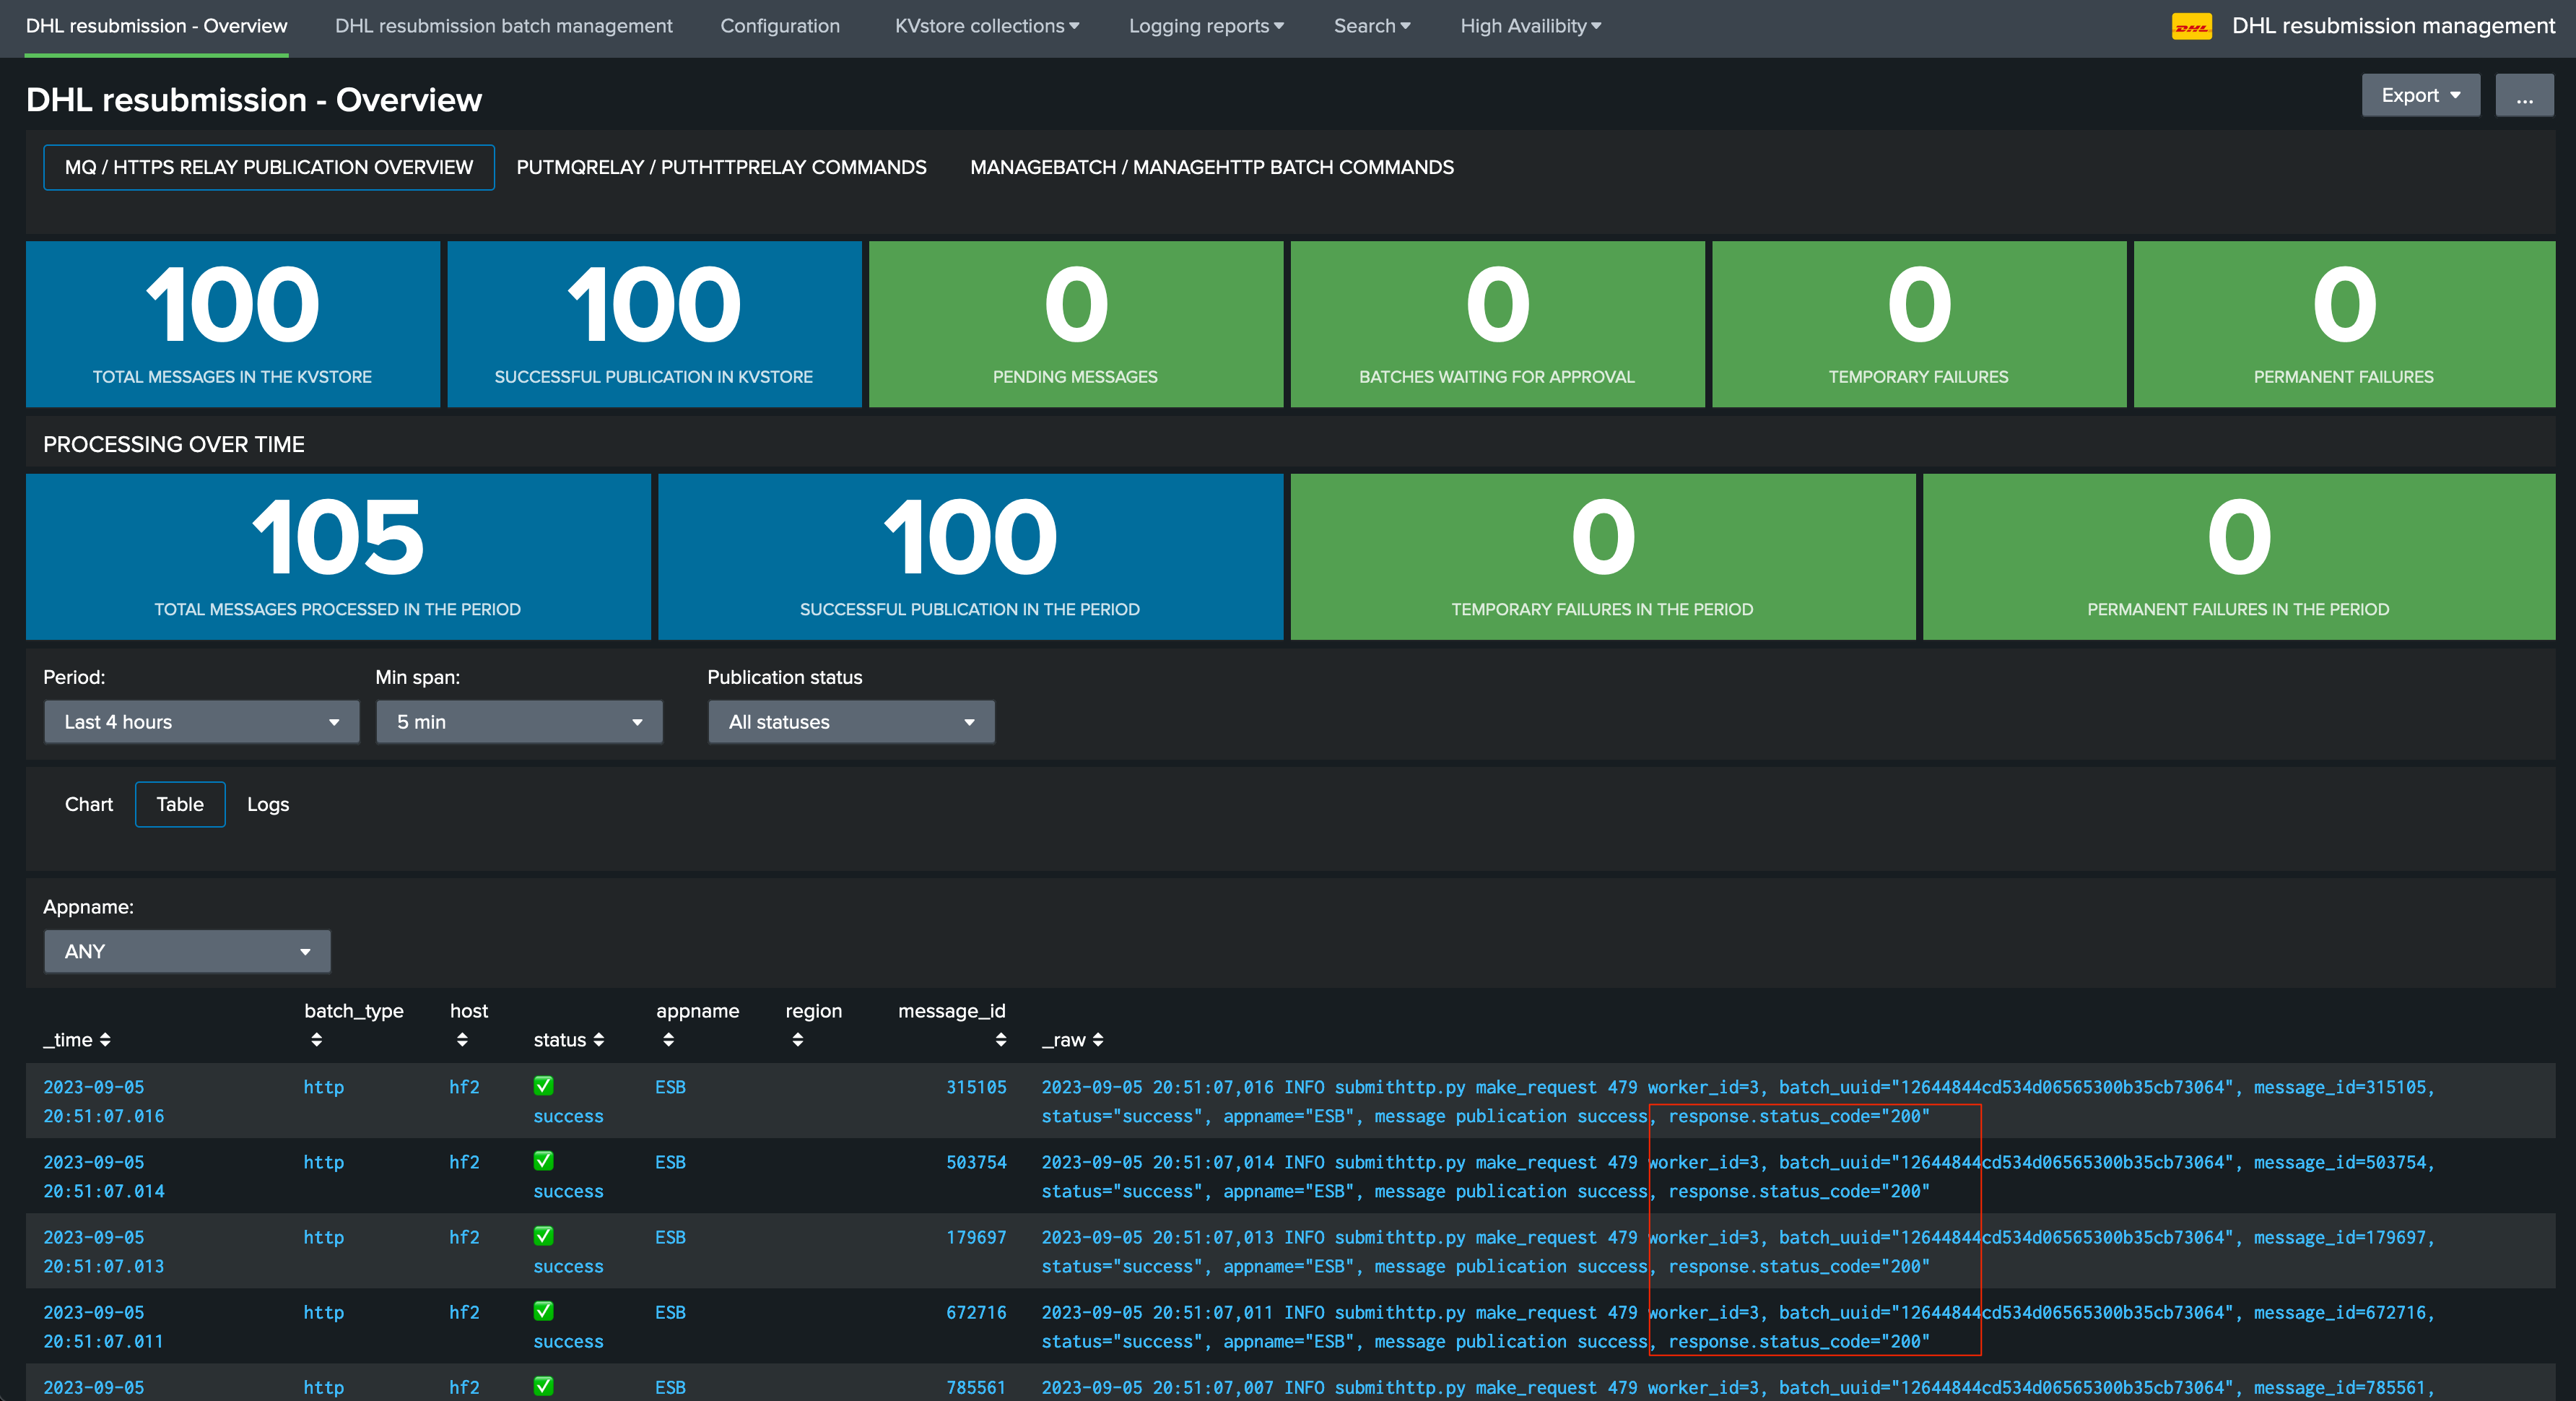 DHL resubmission - Overview DHL resubmission batch management Configuration KVstore collections Logging reports Search High Availibity DHL DHL resubmission management
DHL resubmission - Overview
Export ...
MQ / HTTPS RELAY PUBLICATION OVERVIEW PUTMQRELAY / PUTHTTPRELAY COMMANDS MANAGEBATCH / MANAGEHTTP BATCH COMMANDS
100 100 0 0 0 0
TOTAL MESSAGES IN THE KVSTORE SUCCESSFUL PUBLICATION IN KVSTORE PENDING MESSAGES BATCHES WAITING FOR APPROVAL TEMPORARY FAILURES PERMANENT FAILURES
PROCESSING OVER TIME
105 100 0 0
TOTAL MESSAGES PROCESSED IN THE PERIOD SUCCESSFUL PUBLICATION IN THE PERIOD TEMPORARY FAILURES IN THE PERIOD PERMANENT FAILURES IN THE PERIOD
Period: Min span: Publication status
Last 4 hours 5 min All statuses
Chart Table Logs
Appname:
ANY
batch_type host appname region message_id
_time status _raw
2023-09-05 http hf2 ESB 315105 2023-09-05 20:51:07,016 INFO submithttp.py make_request 479 worker_id=3, batch_uuid="12644844cd534d06565300b35cb73064", message_id=315105,
20:51:07.016 success status="success", appname="ESB", message publication success, response.status_code="200"
2023-09-05 http hf2 ESB 503754 2023-09-05 20:51:07,014 INFO submithttp.py make_request 479 worker_id=3, batch_uuid="12644844cd534d06565300b35cb73064", message_id=503754,
20:51:07.014 success status="success", appname="ESB", message publication success, response.status_code="200"
2023-09-05 http hf2 ESB 179697 2023-09-05 20:51:07,013 INFO submithttp.py make_request 479 worker_id=3, batch_uuid="12644844cd534d06565300b35cb73064", message_id=179697,
20:51:07.013 success status="success", appname="ESB", message publication success, response.status_code="200"
2023-09-05 http hf2 ESB 672716 2023-09-05 20:51:07,011 INFO submithttp.py make_request 479 worker_id=3, batch_uuid="12644844cd534d06565300b35cb73064", message_id=672716,
20:51:07.011 success status="success", appname="ESB", message publication success, response.status_code="200"
2023-09-05 http hf2 ESB 785561 2023-09-05 20:51:07,007 INFO submithttp.py make_request 479 worker_id=3, batch_uuid="12644844cd534d06565300b35cb73064", message_id=785561,